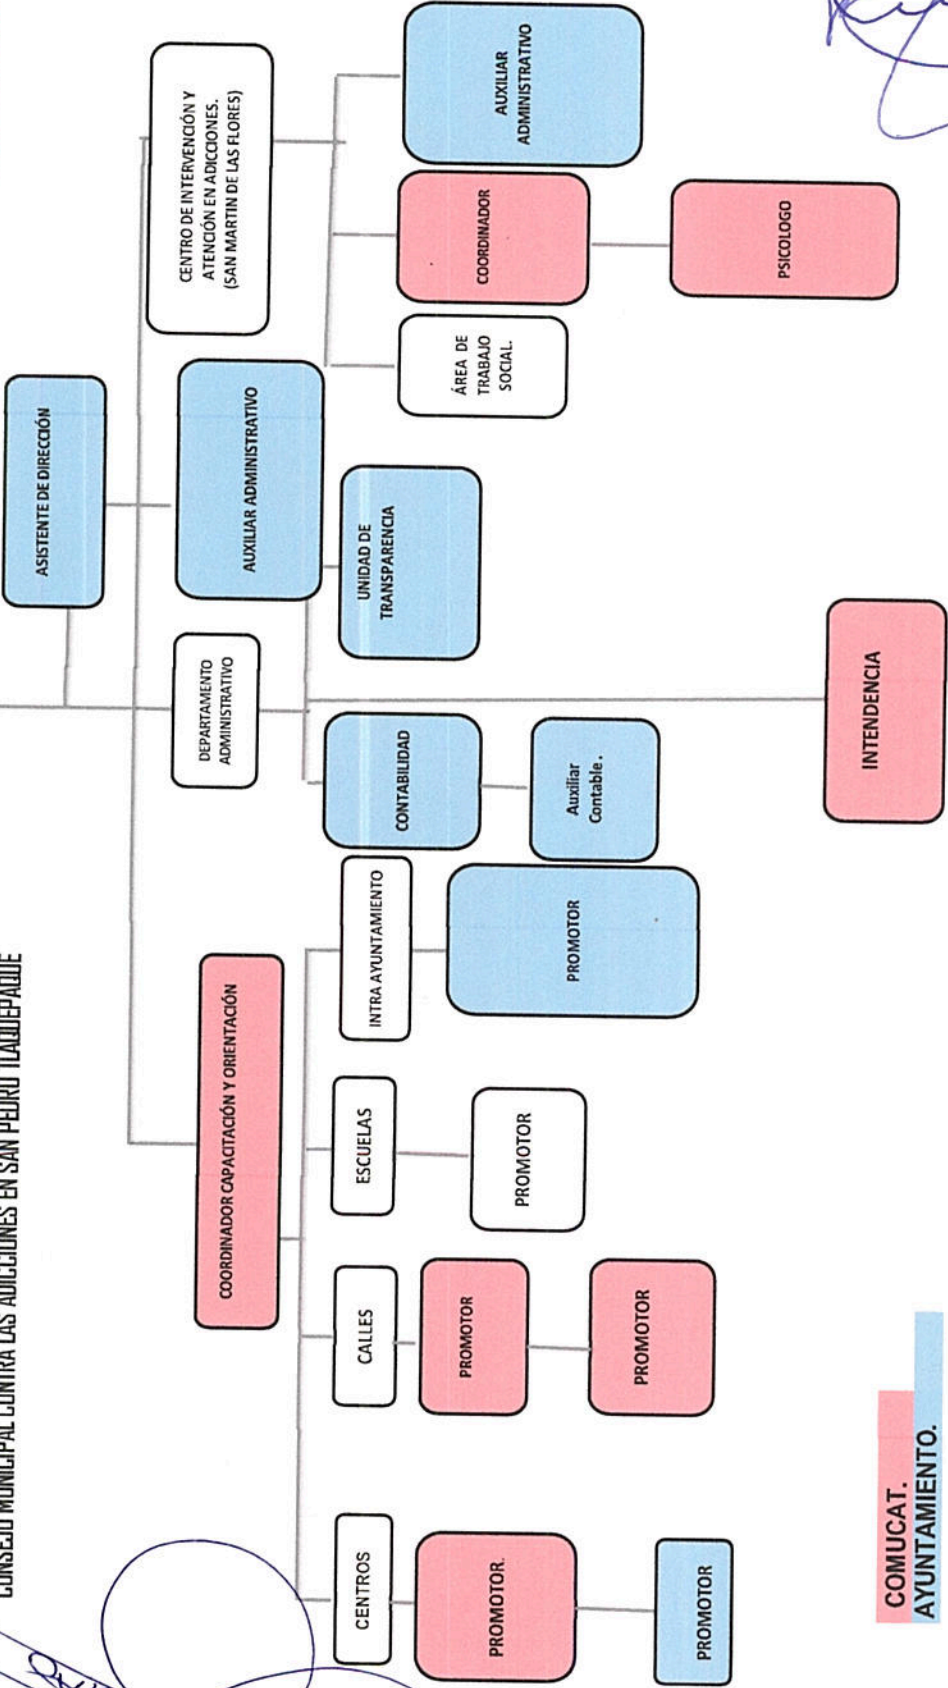 CONSEJO MUNICIPAL CONTRA LAS ADICCIONES EN SAN PEDRO TLAQUEPAQUE
ASISTENTE DE DIRECCIÓN
COORDINADOR CAPACITACIÓN Y ORIENTACIÓN
DEPARTAMENTO
ADMINISTRATIVO
AUXILIAR ADMINISTRATIVO
CENTRO DE INTERVENCIÓN Y
ATENCIÓN EN ADICCIONES.
(SAN MARTIN DE LAS FLORES)
CENTROS
CALLES
ESCUELAS
INTRA AYUNTAMIENTO
CONTABILIDAD
UNIDAD DE
TRANSPARENCIA
ÁREA DE
TRABAJO
SOCIAL.
COORDINADOR
AUXILIAR
ADMINISTRATIVO
PROMOTOR.
PROMOTOR
PROMOTOR
PROMOTOR
Auxiliar
Contable.
PSICOLOGO
PROMOTOR
PROMOTOR
INTENDENCIA
COMUCAT.
AYUNTAMIENTO.